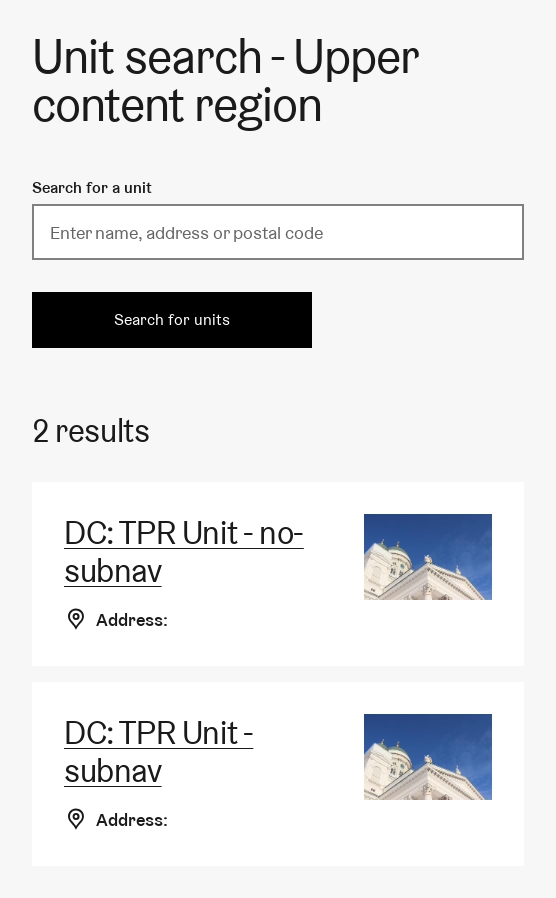 Unit search - Upper
content region
Search for a unit
Enter name, address or postal code
Search for units
2 results
DC: TPR Unit - no-
subnav
Address:
DC: TPR Unit -
subnav
Address: